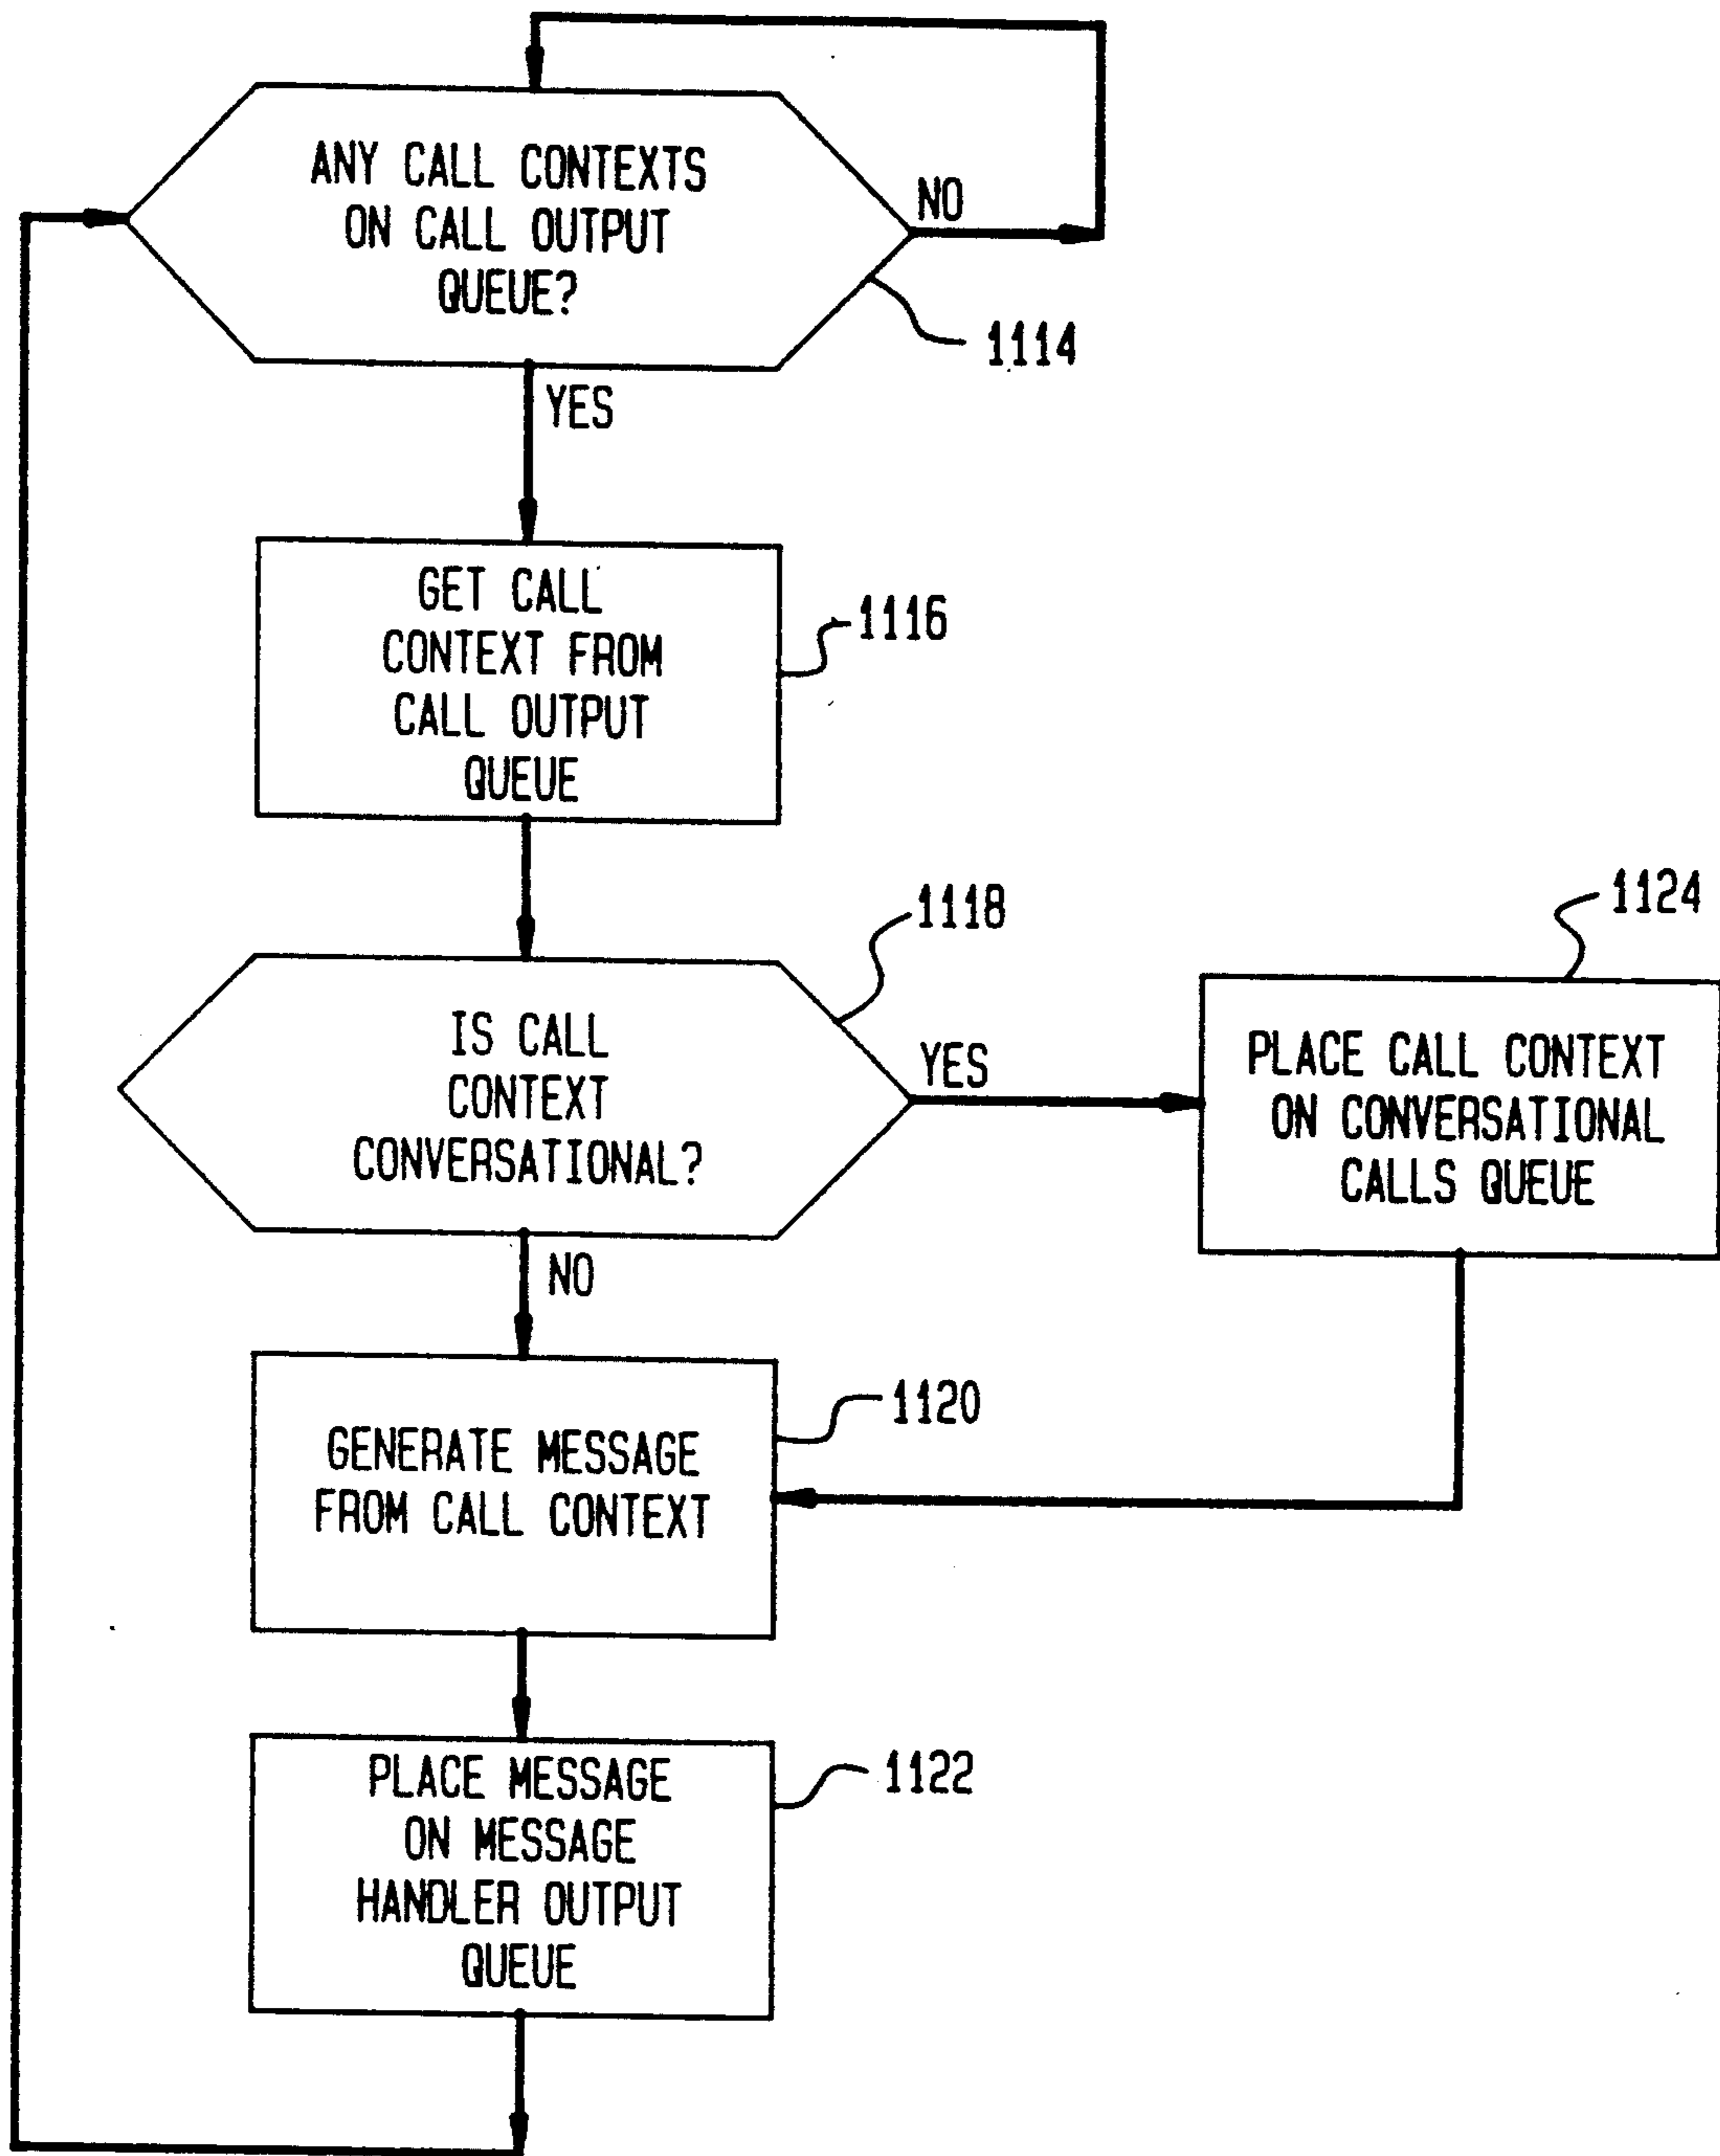 ANY CALL CONTEXTS
ON CALL OUTPUT
QUEUE?
NO
1114
YES
GET CALL
CONTEXT FROM
CALL OUTPUT
QUEUE
1116
1118
IS CALL
CONTEXT
CONVERSATIONAL?
YES
1124
PLACE CALL CONTEXT
ON CONVERSATIONAL
CALLS QUEUE
NO
GENERATE MESSAGE
FROM CALL CONTEXT
1120
PLACE MESSAGE
ON MESSAGE
HANDLER OUTPUT
QUEUE
1122